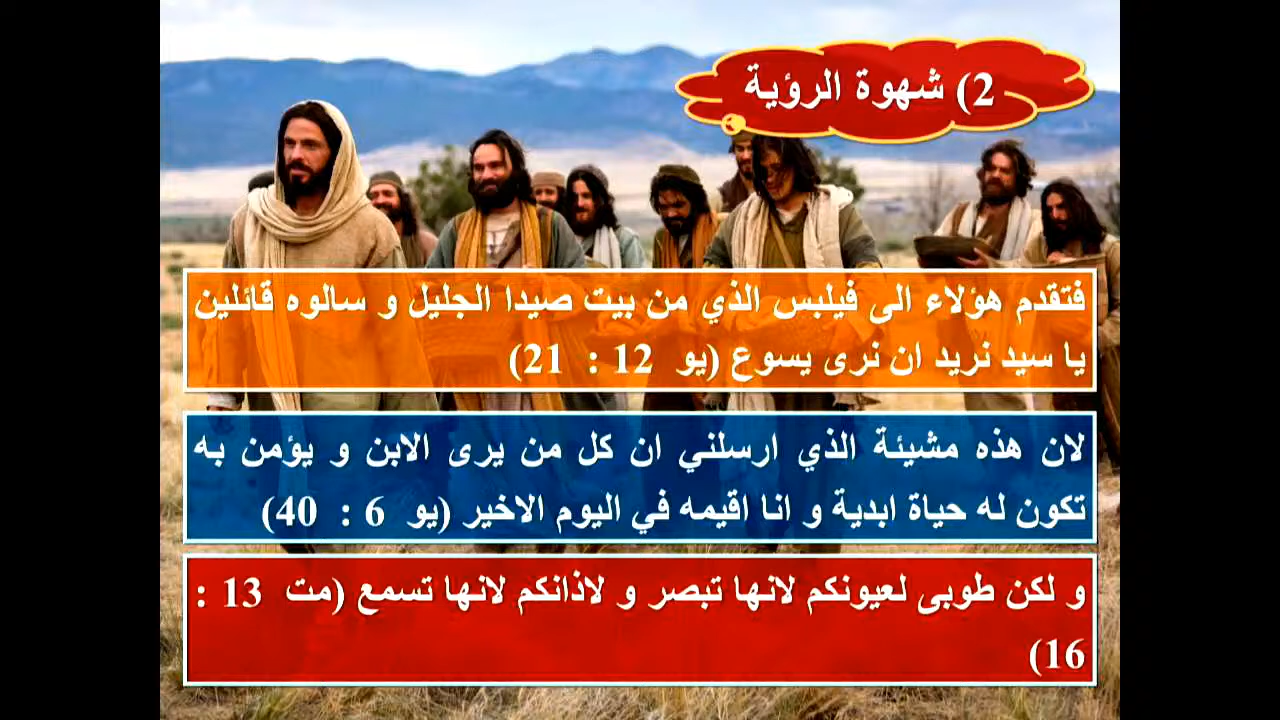 2) شهوة الرؤية
فتقدم هؤلاء الى فيلبس الذي من بيت صيدا الجليل و سالوه قائلين
يا سيد نريد ان نرى يسوع (يو 12 : 21)
لان هذه مشيئة الذي ارسلني ان كل من يرى الابن و يؤمن به
تكون له حياة ابدية و انا اقيمه في اليوم الاخير (يو 6 : 40)
و لكن طوبى لعيونكم لانها تبصر و لاذانكم لانها تسمع (مت 13 :
16)